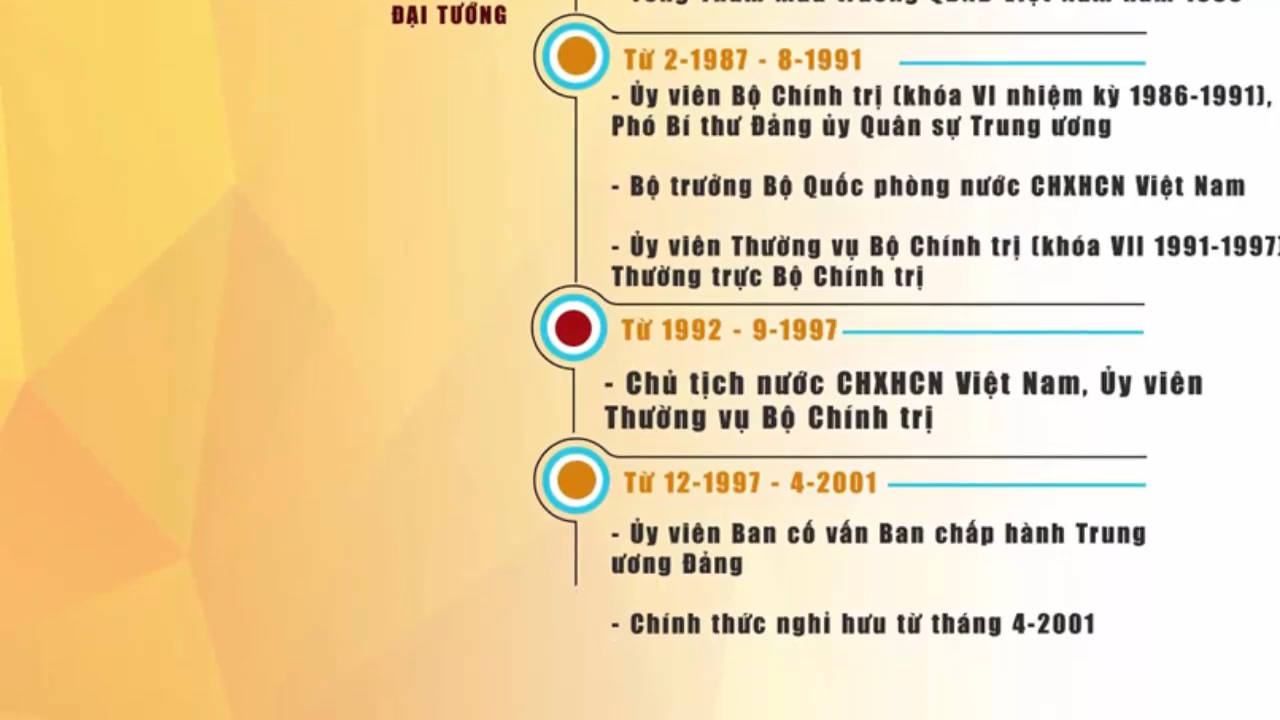 ĐẠI TƯỚNG
Từ 2-1987 - 8-1991
- Ủy viên Bộ Chính trị (khóa VI nhiệm kỳ 1986-1991),
Phó Bí thư Đảng ủy Quân sự Trung ương
- Bộ trưởng Bộ Quốc phòng nước CHXHCN Việt Nam
- Ủy viên Thường vụ Bộ Chính trị (khóa VII 1991-1997)
Thường trực Bộ Chính trị
Từ 1992 - 9-1997
- Chủ tịch nước CHXHCN Việt Nam, Ủy viên
Thường vụ Bộ Chính trị
Từ 12-1997 - 4-2001
- Ủy viên Ban cố vấn Ban chấp hành Trung
ương Đảng
- Chính thức nghỉ hưu từ tháng 4-2001